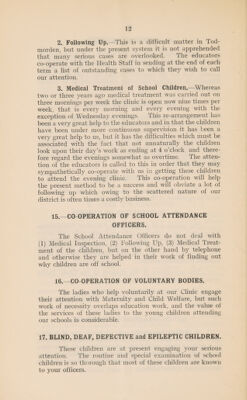 12
2. Following Up.—This is a difficult matter in Tod-
morden, but under the present system it is not apprehended
that many serious cases are overlooked. The educators
co-operate with the Health Staff in sending at the end of each
term a list of outstanding cases to which they wish to call
our attention.
3. Medical Treatment of School Children.—Whereas
two or three years ago medical treatment was carried out on
three mornings per week the clinic is open now nine times per
week, that is every morning and every evening with the
exception of Wednesday evenings. This re-arrangement has
been a very great help to the educators and in that the children
have been under more continuous supervision it has been a
very great help to us, but it has the difficulties which must be
associated with the fact that not unnaturally the children
look upon their day's work as ending at 4 o'clock and there-
fore regard the evenings somewhat as overtime. The atten-
tion of the educators is called to this in order that they may
sympathetically co-operate with us in getting these children
to attend the evening clinic. This co-operation will help
the present method to be a success and will obviate a lot of
following up which owing to the scattered nature of our
district is often times a costly business.
15.—CO-OPERATION OF SCHOOL ATTENDANCE
OFFICERS.
The School Attendance Officers do not deal with
(1) Medical Inspection, (2) Following Up, (3) Medical Treat-
ment of the children, but on the other hand by telephone
and otherwise they are helped in their work of finding out
why children are off school.
16.—CO-OPERATION OF VOLUNTARY BODIES.
The ladies who help voluntarily at our Clinic engage
their attention with Maternity and Child Welfare, but such
work of necessity overlaps education work, and the value
of the services of these ladies to the young children attending
our schools is considerable.
17. BLIND, DEAF, DEFECTIVE and EPILEPTIC CHILDREN.
These children are at present engaging your serious
attention. The routine and special examination of school
children is so thorough that most of these children are known
to your officers.